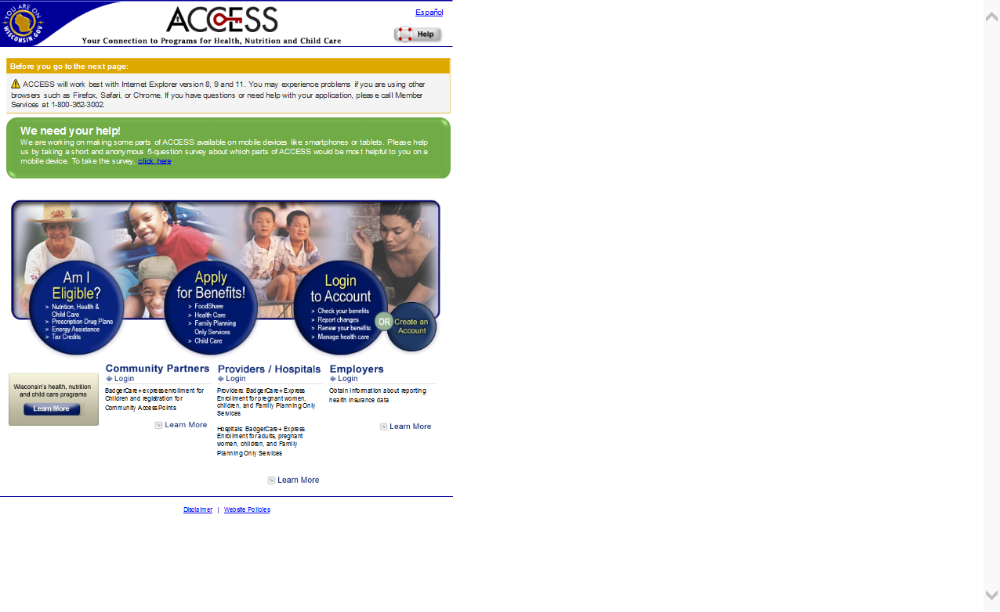 YOU ARE ON
WISCONSIN.GOV
ACCESS
Your Connection to Programs for Health, Nutrition and Child Care
Español
Help
Before you go to the next page:
ACCESS will work best with Internet Explorer version 8, 9 and 11. You may experience problems if you are using other
browsers such as Firefox, Safari, or Chrome. If you have questions or need help with your application, please call Member
Services at 1-800-362-3002.
We need your help!
We are working on making some parts of ACCESS available on mobile devices like smartphones or tablets. Please help
us by taking a short and anonymous 5-question survey about which parts of ACCESS would be most helpful to you on a
mobile device. To take the survey, click here
Am I
Eligible?
> Nutrition, Health &
Child Care
> Prescription Drug Plans
> Energy Assistance
> Tax Credits
Apply
for Benefits!
> FoodShare
> Health Care
> Family Planning
Only Services
> Child Care
Login
to Account
> Check your benefits
> Report changes
> Renew your benefits
> Manage health care
OR
Create an
Account
Wisconsin's health, nutrition
and child care programs
Learn More
Community Partners
Login
BadgerCare+ express enrollment for
Children and registration for
Community Access Points
Learn More
Providers / Hospitals
Login
Providers: BadgerCare+ Express
Enrollment for pregnant women,
children, and Family Planning Only
Services
Hospitals: BadgerCare+ Express
Enrollment for adults, pregnant
women, children, and Family
Planning Only Services
Learn More
Employers
Login
Obtain information about reporting
health insurance data
Learn More
Disclaimer | Website Policies